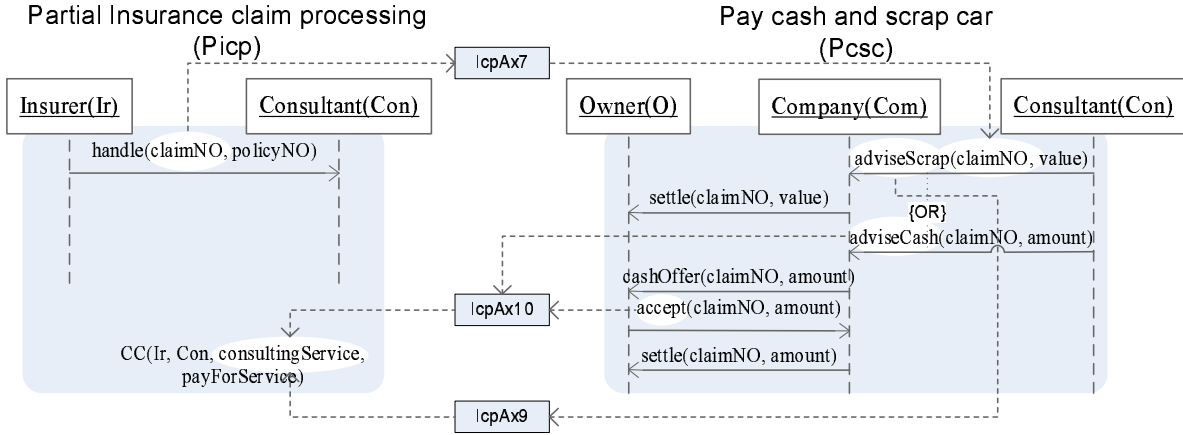 Partial Insurance claim processing
(Picp)
Pay cash and scrap car
(Pcsc)
IcpAx7
Insurer(Ir)
Consultant(Con)
Owner(O)
Company(Com)
Consultant(Con)
handle(claimNO, policyNO)
adviseScrap(claimNO, value)
settle(claimNO, value)
{OR}
adviseCash(claimNO, amount)
cashOffer(claimNO, amount)
IcpAx10
accept(claimNO, amount)
CC(Ir, Con, consultingService,
payForService)
settle(claimNO, amount)
IcpAx9